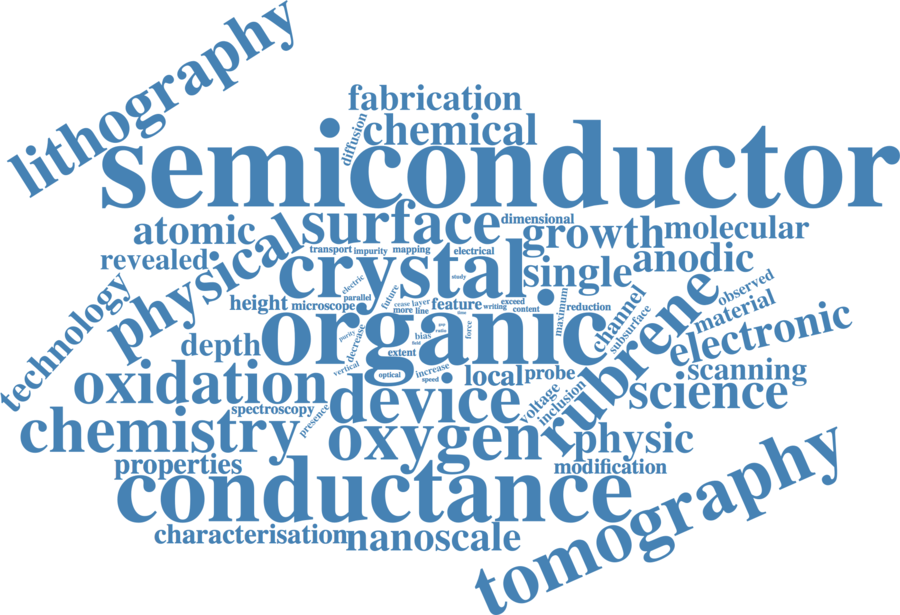 lithography
fabrication
diffusion
chemical
semiconductor
atomic
surface
dimensional
growth
molecular
revealed
physical
transport
impurity
mapping
electrical
crystal
single
anodic
technology
height
microscope
electric
parallel
future
study
cease
layer
more
line
feature
writing
time
exceed
content
maximum
reduction
channel
subsurface
observed
material
rubrene
electronic
depth
organic
purity
decrease
bias
field
ratio
force
extent
vertical
optical
increase
speed
local
probe
scanning
oxidation
device
voltage
inclusion
science
spectroscopy
presence
chemistry
oxygen
physic
properties
modification
conductance
characterisation
nanoscale
tomography